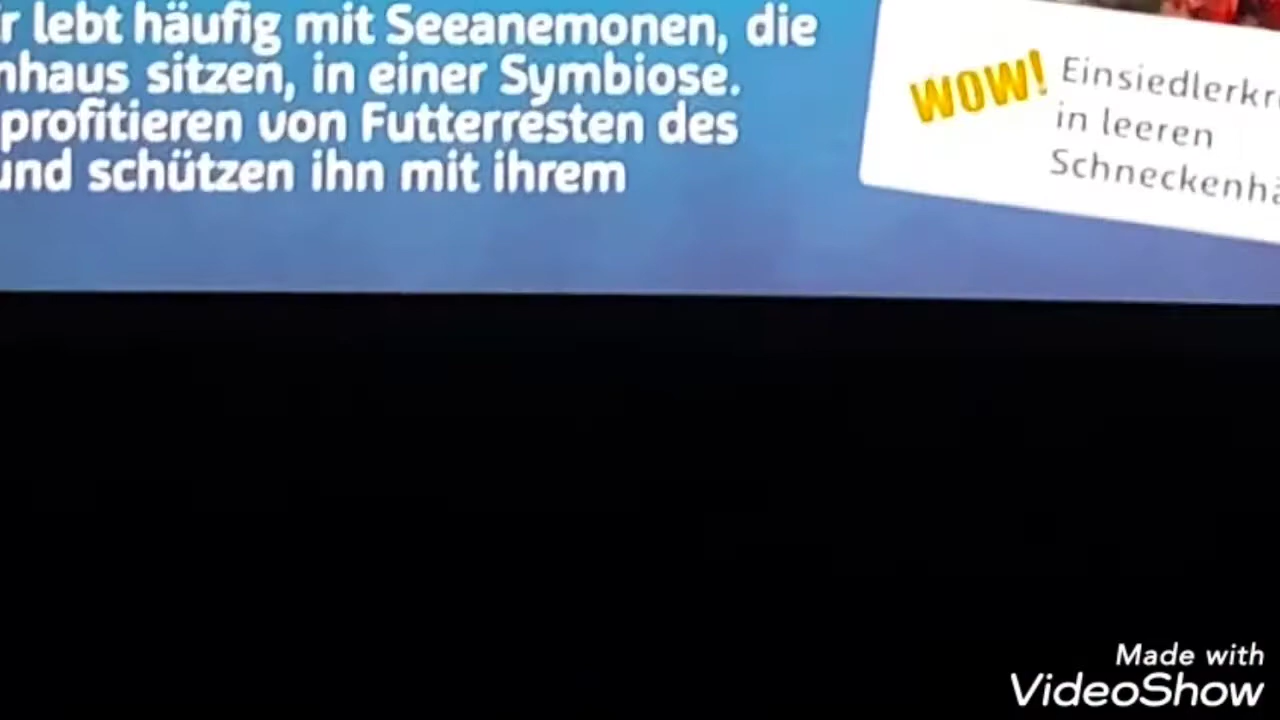 r lebt häufig mit Seeanemonen, die
nhaus sitzen, in einer Symbiose.
profitieren von Futterresten des
und schützen ihn mit ihrem
WOW!
Einsiedlerkr
in leeren
Schneckenhä
Made with
VideoShow